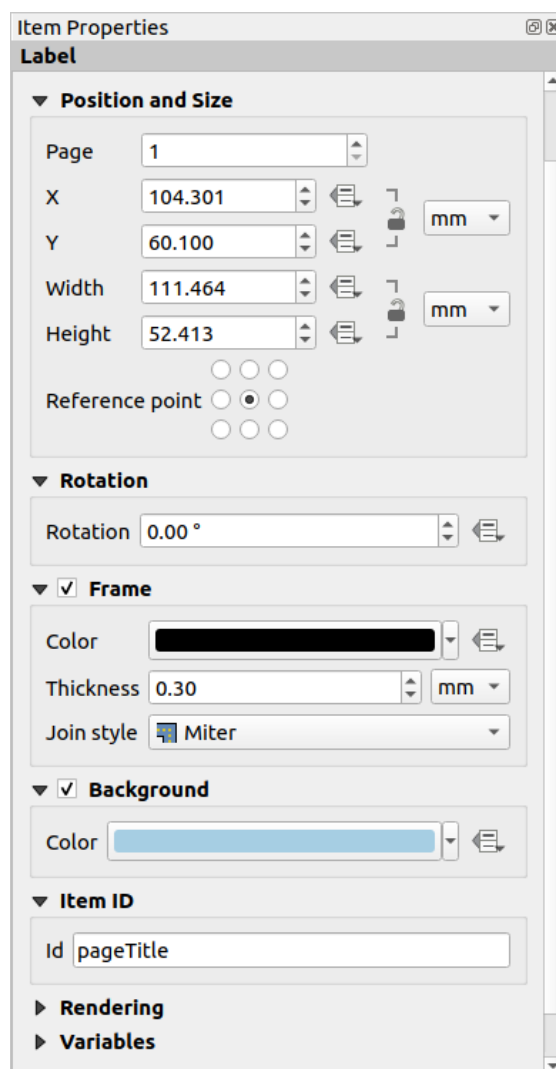 Item Properties
Label
Position and Size
Page 1
X 104.301
mm
Y 60.100
Width 111.464
mm
Height 52.413
Reference point
Rotation
Rotation 0.00 °
Frame
Color
Thickness 0.30 mm
Join style Miter
Background
Color
Item ID
Id pageTitle
Rendering
Variables